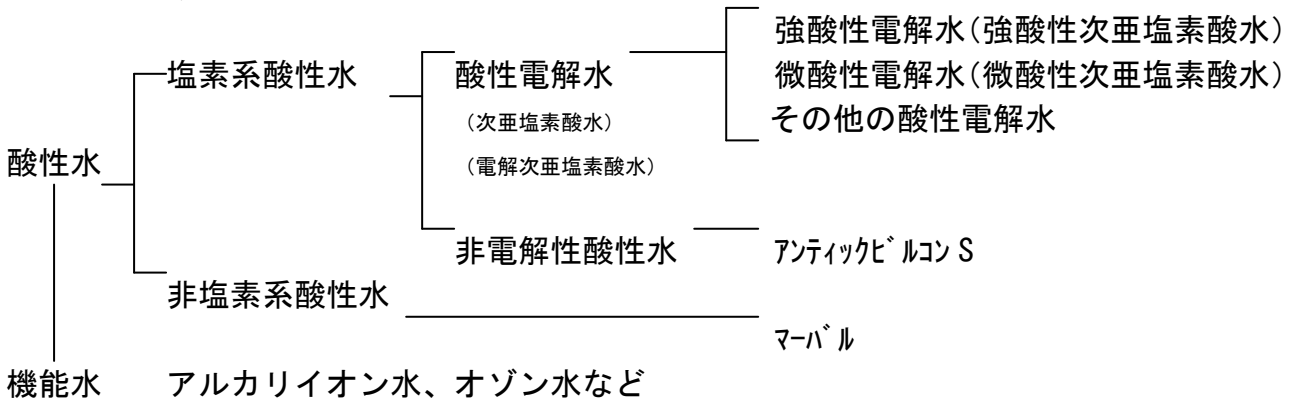 強酸性電解水(強酸性次亜塩素酸水)
塩素系酸性水 酸性電解水 微酸性電解水(微酸性次亜塩素酸水)
(次亜塩素酸水) その他の酸性電解水
酸性水 (電解次亜塩素酸水)
非電解性酸性水 アンティックビルコン S
非塩素系酸性水
マーバル
機能水 アルカリイオン水、オゾン水など